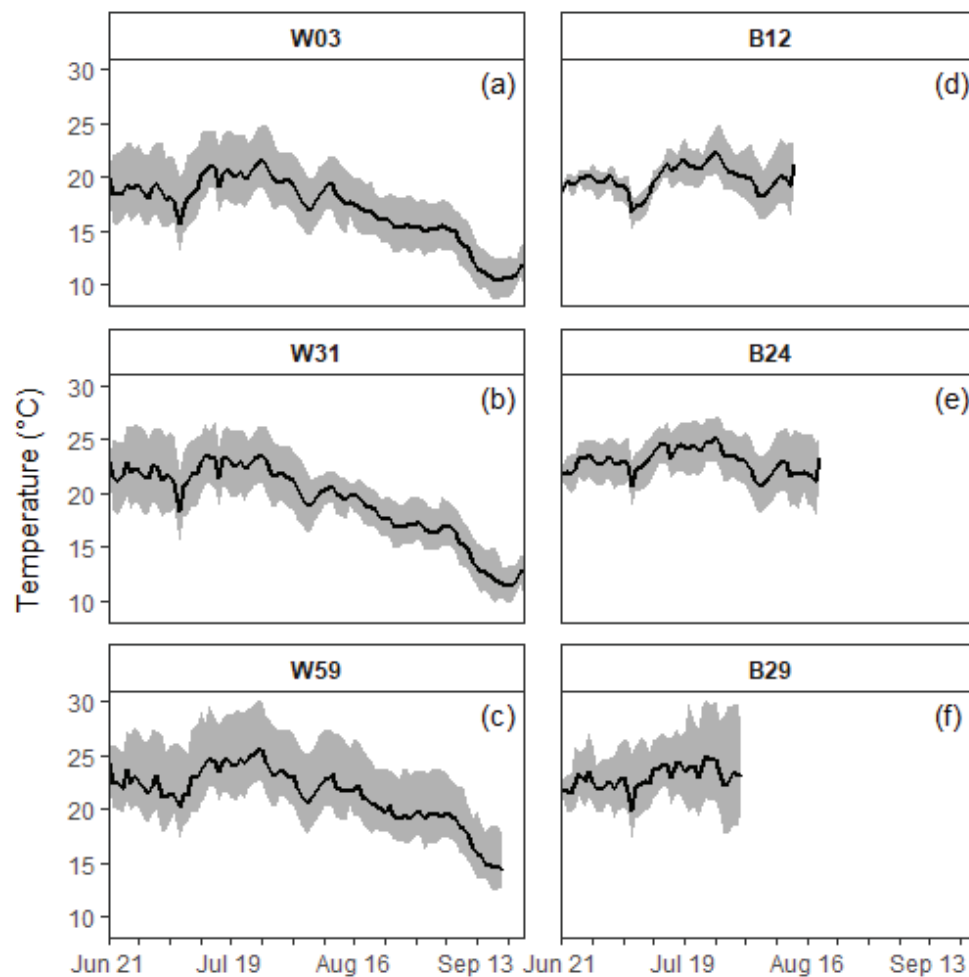 W03 B12
30 (a) (d)
25
20
15
10
W31 B24
30 (b) (e)
25
20
15
10
Temperature (°C)
W59 B29
30 (c) (f)
25
20
15
10
Jun 21 Jul 19 Aug 16 Sep 13 Jun 21 Jul 19 Aug 16 Sep 13